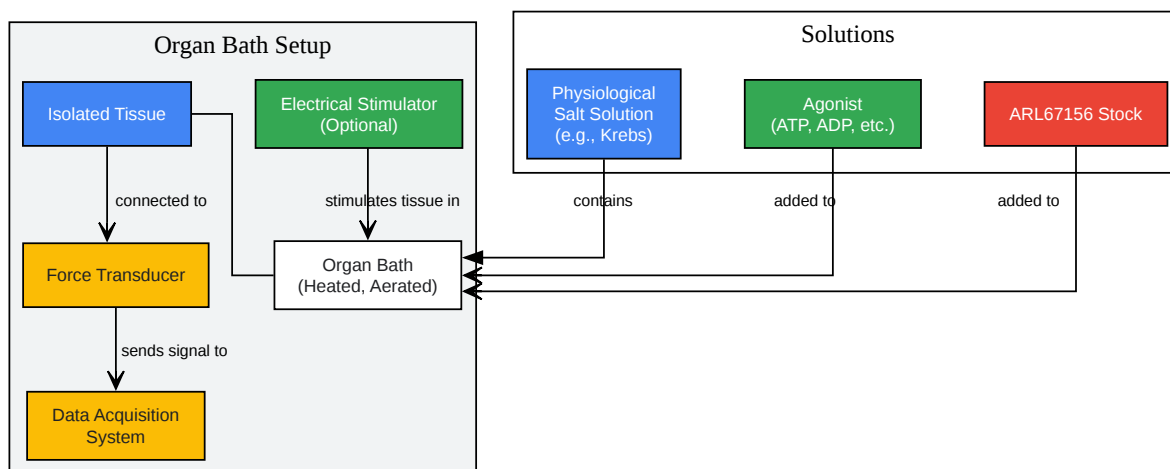 Organ Bath Setup
Solutions
Isolated Tissue
Electrical Stimulator
(Optional)
Physiological
Salt Solution
(e.g., Krebs)
Agonist
(ATP, ADP, etc.)
ARL67156 Stock
connected to
stimulates tissue in
contains
added to
added to
Force Transducer
Organ Bath
(Heated, Aerated)
sends signal to
Data Acquisition
System